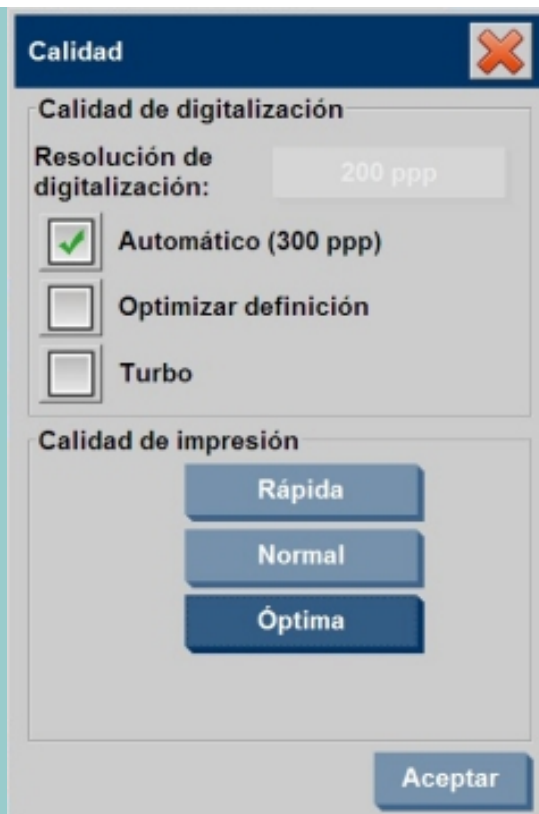 Calidad
Calidad de digitalización
Resolución de
digitalización:
200 ppp
Automático (300 ppp)
Optimizar definición
Turbo
Calidad de impresión
Rápida
Normal
Óptima
Aceptar